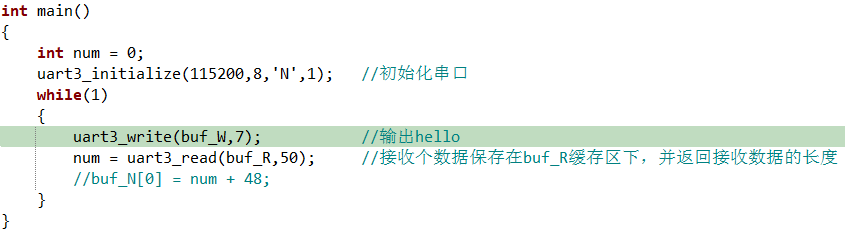 int main()
{
    int num = 0;
    uart3_initialize(115200,8,'N',1);   //初始化串口
    while(1)
    {
        uart3_write(buf_W,7);           //输出hello
        num = uart3_read(buf_R,50);     //接收个数据保存在buf_R缓存区下，并返回接收数据的长度
        //buf_N[0] = num + 48;
    }
}